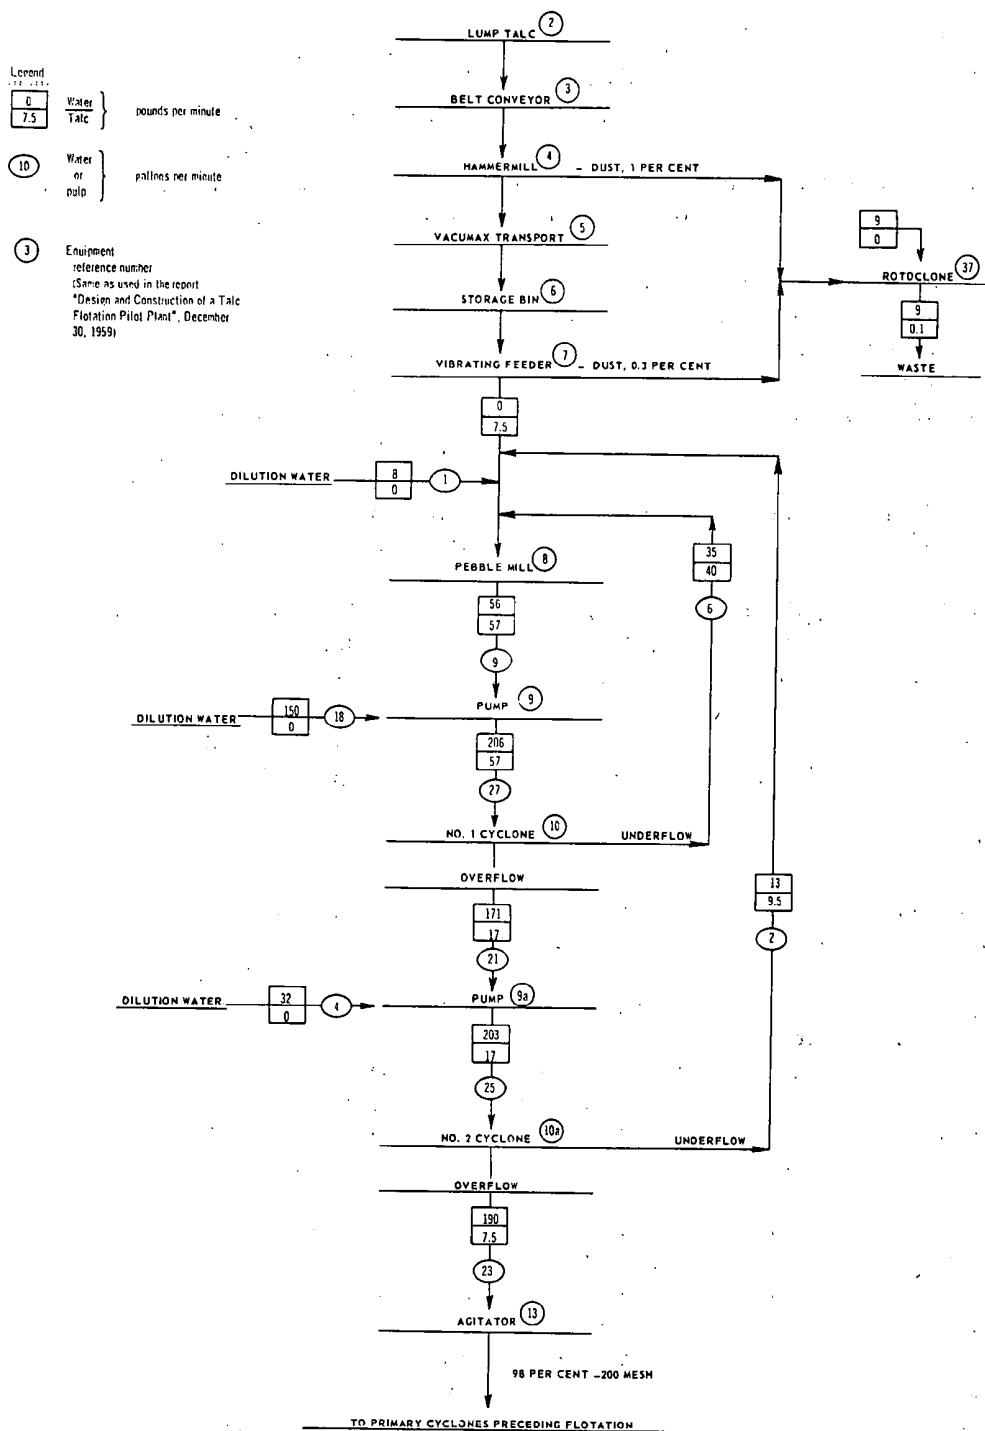 LUMP TALC 2
Legend
0 Water
7.5 Talc
pounds per minute
10 Water
or
pulp
gallons per minute
3 Equipment
reference number
(Same as used in the report
"Design and Construction of a Talc
Flotation Pilot Plant", December
30, 1959)
BELT CONVEYOR 3
HAMMERMILL 4 – DUST, 1 PER CENT
VACUMAX TRANSPORT 5
STORAGE BIN 6
VIBRATING FEEDER 7 – DUST, 0.3 PER CENT
9
0
ROTOCLONE 37
9
0.1
WASTE
0
7.5
DILUTION WATER 8
0
1
PEBBLE MILL 8
35
40
6
56
57
9
DILUTION WATER 150
0
18
PUMP 9
206
57
27
NO. 1 CYCLONE 10 UNDERFLOW
OVERFLOW
171
17
21
13
9.5
2
DILUTION WATER 32
0
4
PUMP 9a
203
17
25
NO. 2 CYCLONE 10a UNDERFLOW
OVERFLOW
190
7.5
23
AGITATOR 13
98 PER CENT –200 MESH
TO PRIMARY CYCLONES PRECEDING FLOTATION